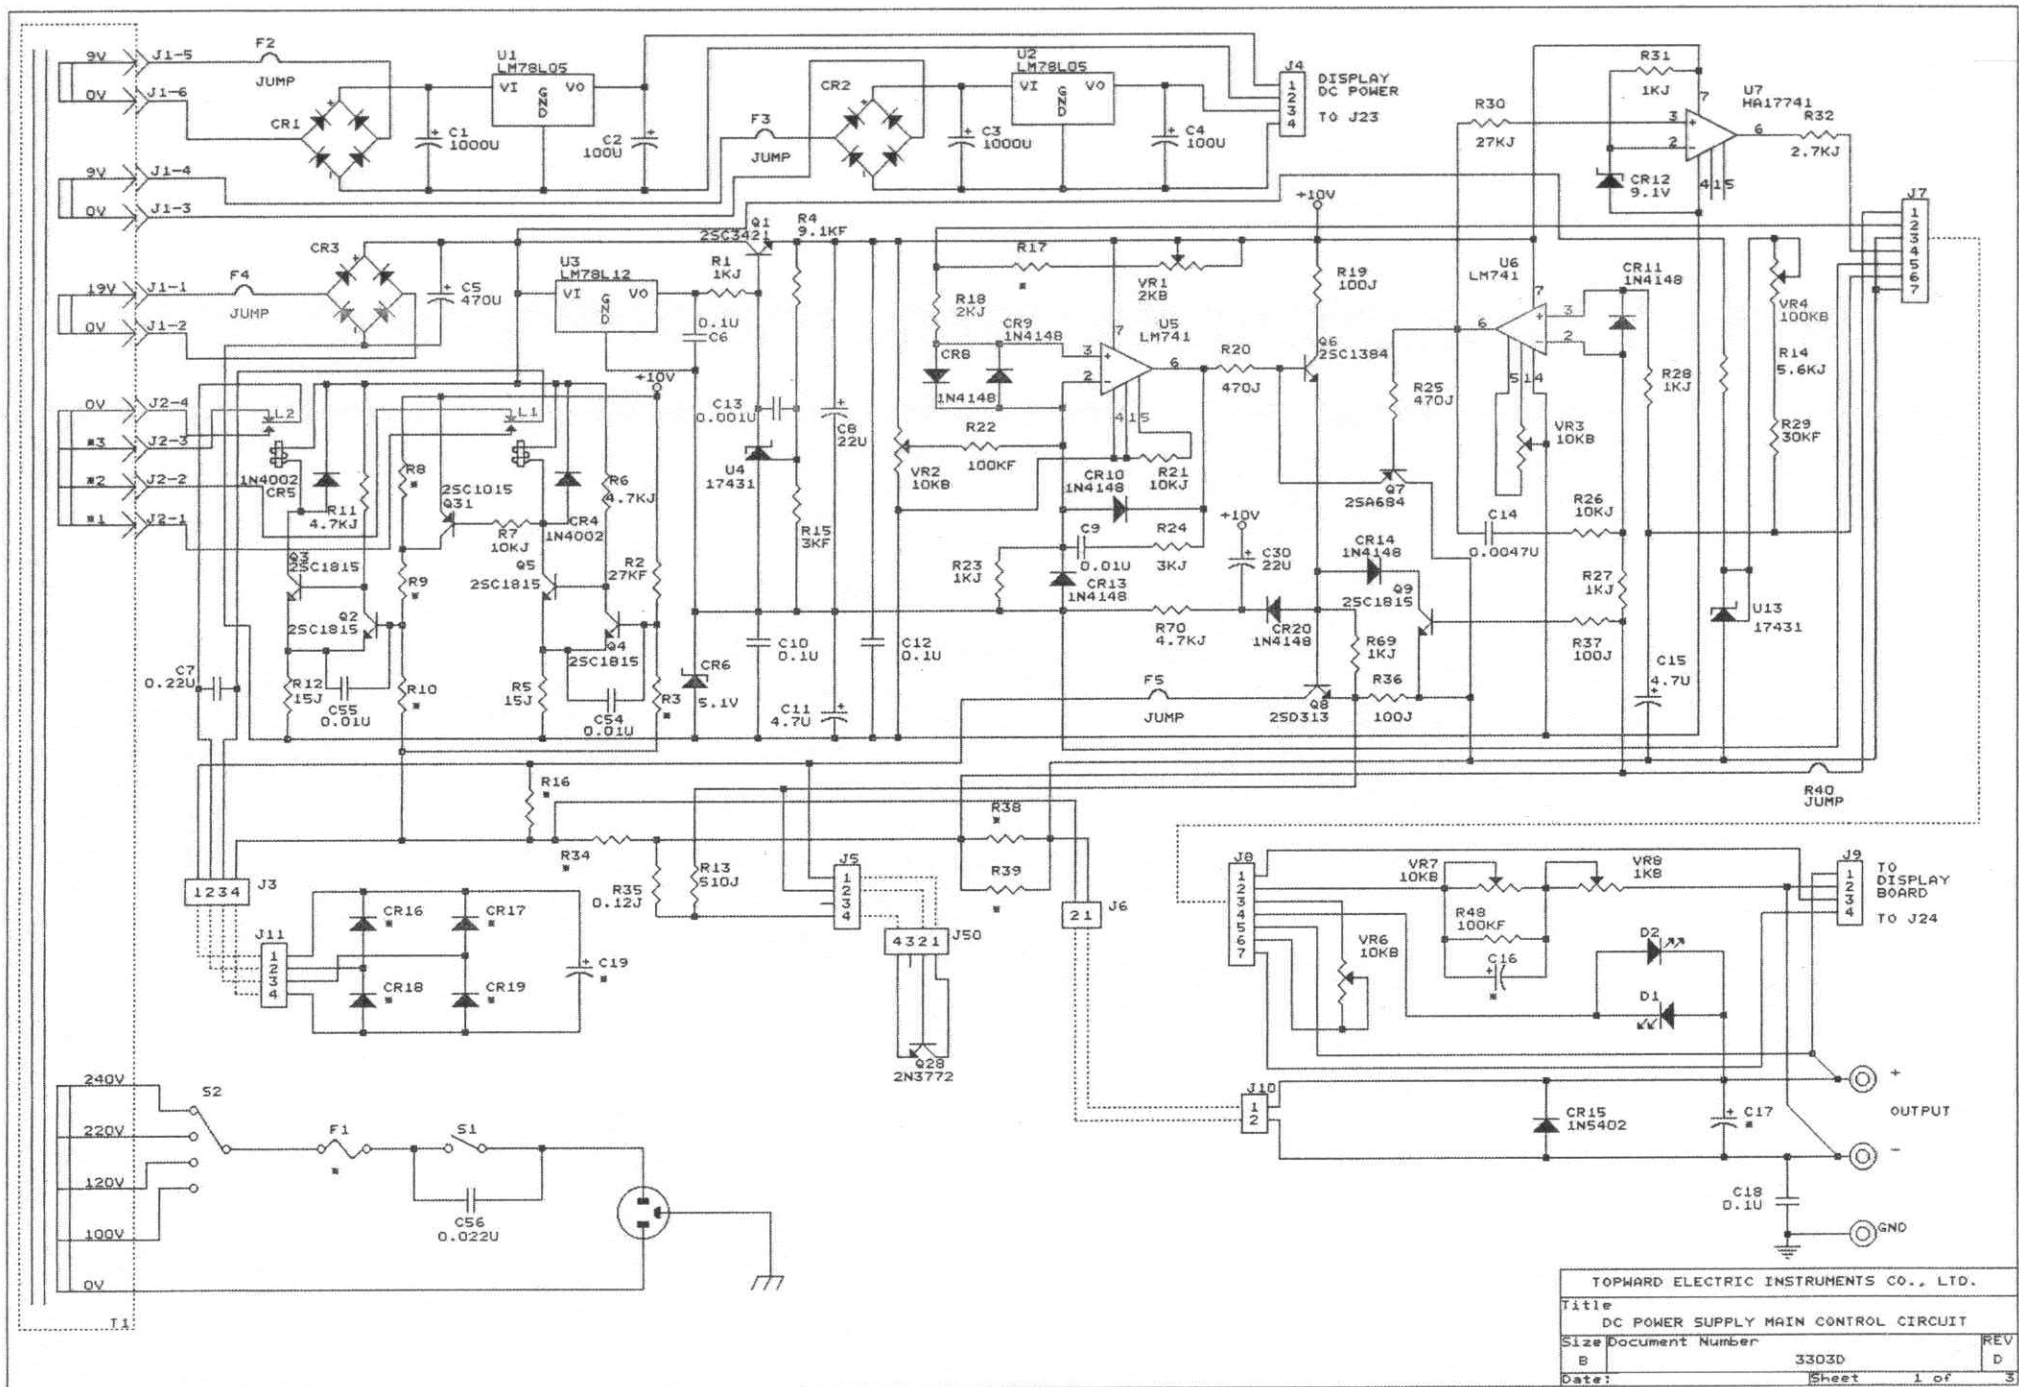 9V
J1-5
F2
JUMP
0V
J1-6
CR1
C1
1000U
U1
LM78L05
VI
VO
GND
C2
100U
F3
JUMP
CR2
C3
1000U
U2
LM78L05
VI
VO
GND
C4
100U
J4
1
2
3
4
DISPLAY
DC POWER
TO J23
R31
1KJ
U7
HA17741
R30
27KJ
3
2
7
6
415
R32
2.7KJ
CR12
9.1V
J7
1
2
3
4
5
6
7
9V
J1-4
0V
J1-3
19V
J1-1
F4
JUMP
0V
J1-2
CR3
C5
470U
U3
LM78L12
VI
VO
GND
Q1
2SC3421
R1
1KJ
0.1U
C6
R4
9.1KF
C13
0.001U
U4
17431
R15
3KF
C8
22U
R17
*
VR1
2KB
R18
2KJ
CR9
1N4148
CR8
1N4148
U5
LM741
3
2
7
6
415
R20
470J
R22
100KF
VR2
10KB
CR10
1N4148
R21
10KJ
C9
0.01U
R24
3KJ
R23
1KJ
CR13
1N4148
+10V
R19
100J
Q6
2SC1384
U6
LM741
7
6
3
2
514
CR11
1N4148
R25
470J
VR3
10KB
R28
1KJ
VR4
100KB
R14
5.6KJ
R29
30KF
Q7
2SA684
C14
0.0047U
R26
10KJ
+10V
C30
22U
CR14
1N4148
Q9
2SC1815
R27
1KJ
U13
17431
R70
4.7KJ
CR20
1N4148
R69
1KJ
R37
100J
C15
4.7U
F5
JUMP
Q8
2SD313
R36
100J
0V
J2-4
*3
J2-3
*2
J2-2
*1
J2-1
L2
1N4002
CR5
R11
4.7KJ
R8
*
2SC1015
Q31
L1
+10V
R7
10KJ
CR4
1N4002
R6
4.7KJ
R2
27KF
Q3
2SC1815
Q2
2SC1815
R9
*
Q5
2SC1815
Q4
2SC1815
C7
0.22U
R12
15J
C55
0.01U
R10
*
R5
15J
C54
0.01U
R3
*
CR6
5.1V
C10
0.1U
C11
4.7U
C12
0.1U
R16
*
R34
*
R35
0.12J
R13
510J
R38
*
R39
*
R40
JUMP
J3
1234
J11
1
2
3
4
CR16
*
CR17
*
CR18
*
CR19
*
C19
*
J5
1
2
3
4
J50
4321
Q28
2N3772
J6
21
J8
1
2
3
4
5
6
7
VR7
10KB
VR8
1KB
R48
100KF
C16
*
VR6
10KB
D2
D1
J9
1
2
3
4
TO
DISPLAY
BOARD
TO J24
J10
1
2
CR15
1N5402
C17
*
+
OUTPUT
-
C18
0.1U
GND
240V
S2
220V
120V
100V
0V
F1
*
S1
C56
0.022U
T1
TOPWARD ELECTRIC INSTRUMENTS CO., LTD.
Title
DC POWER SUPPLY MAIN CONTROL CIRCUIT
Size Document Number REV
B 3303D D
Date: Sheet 1 of 3